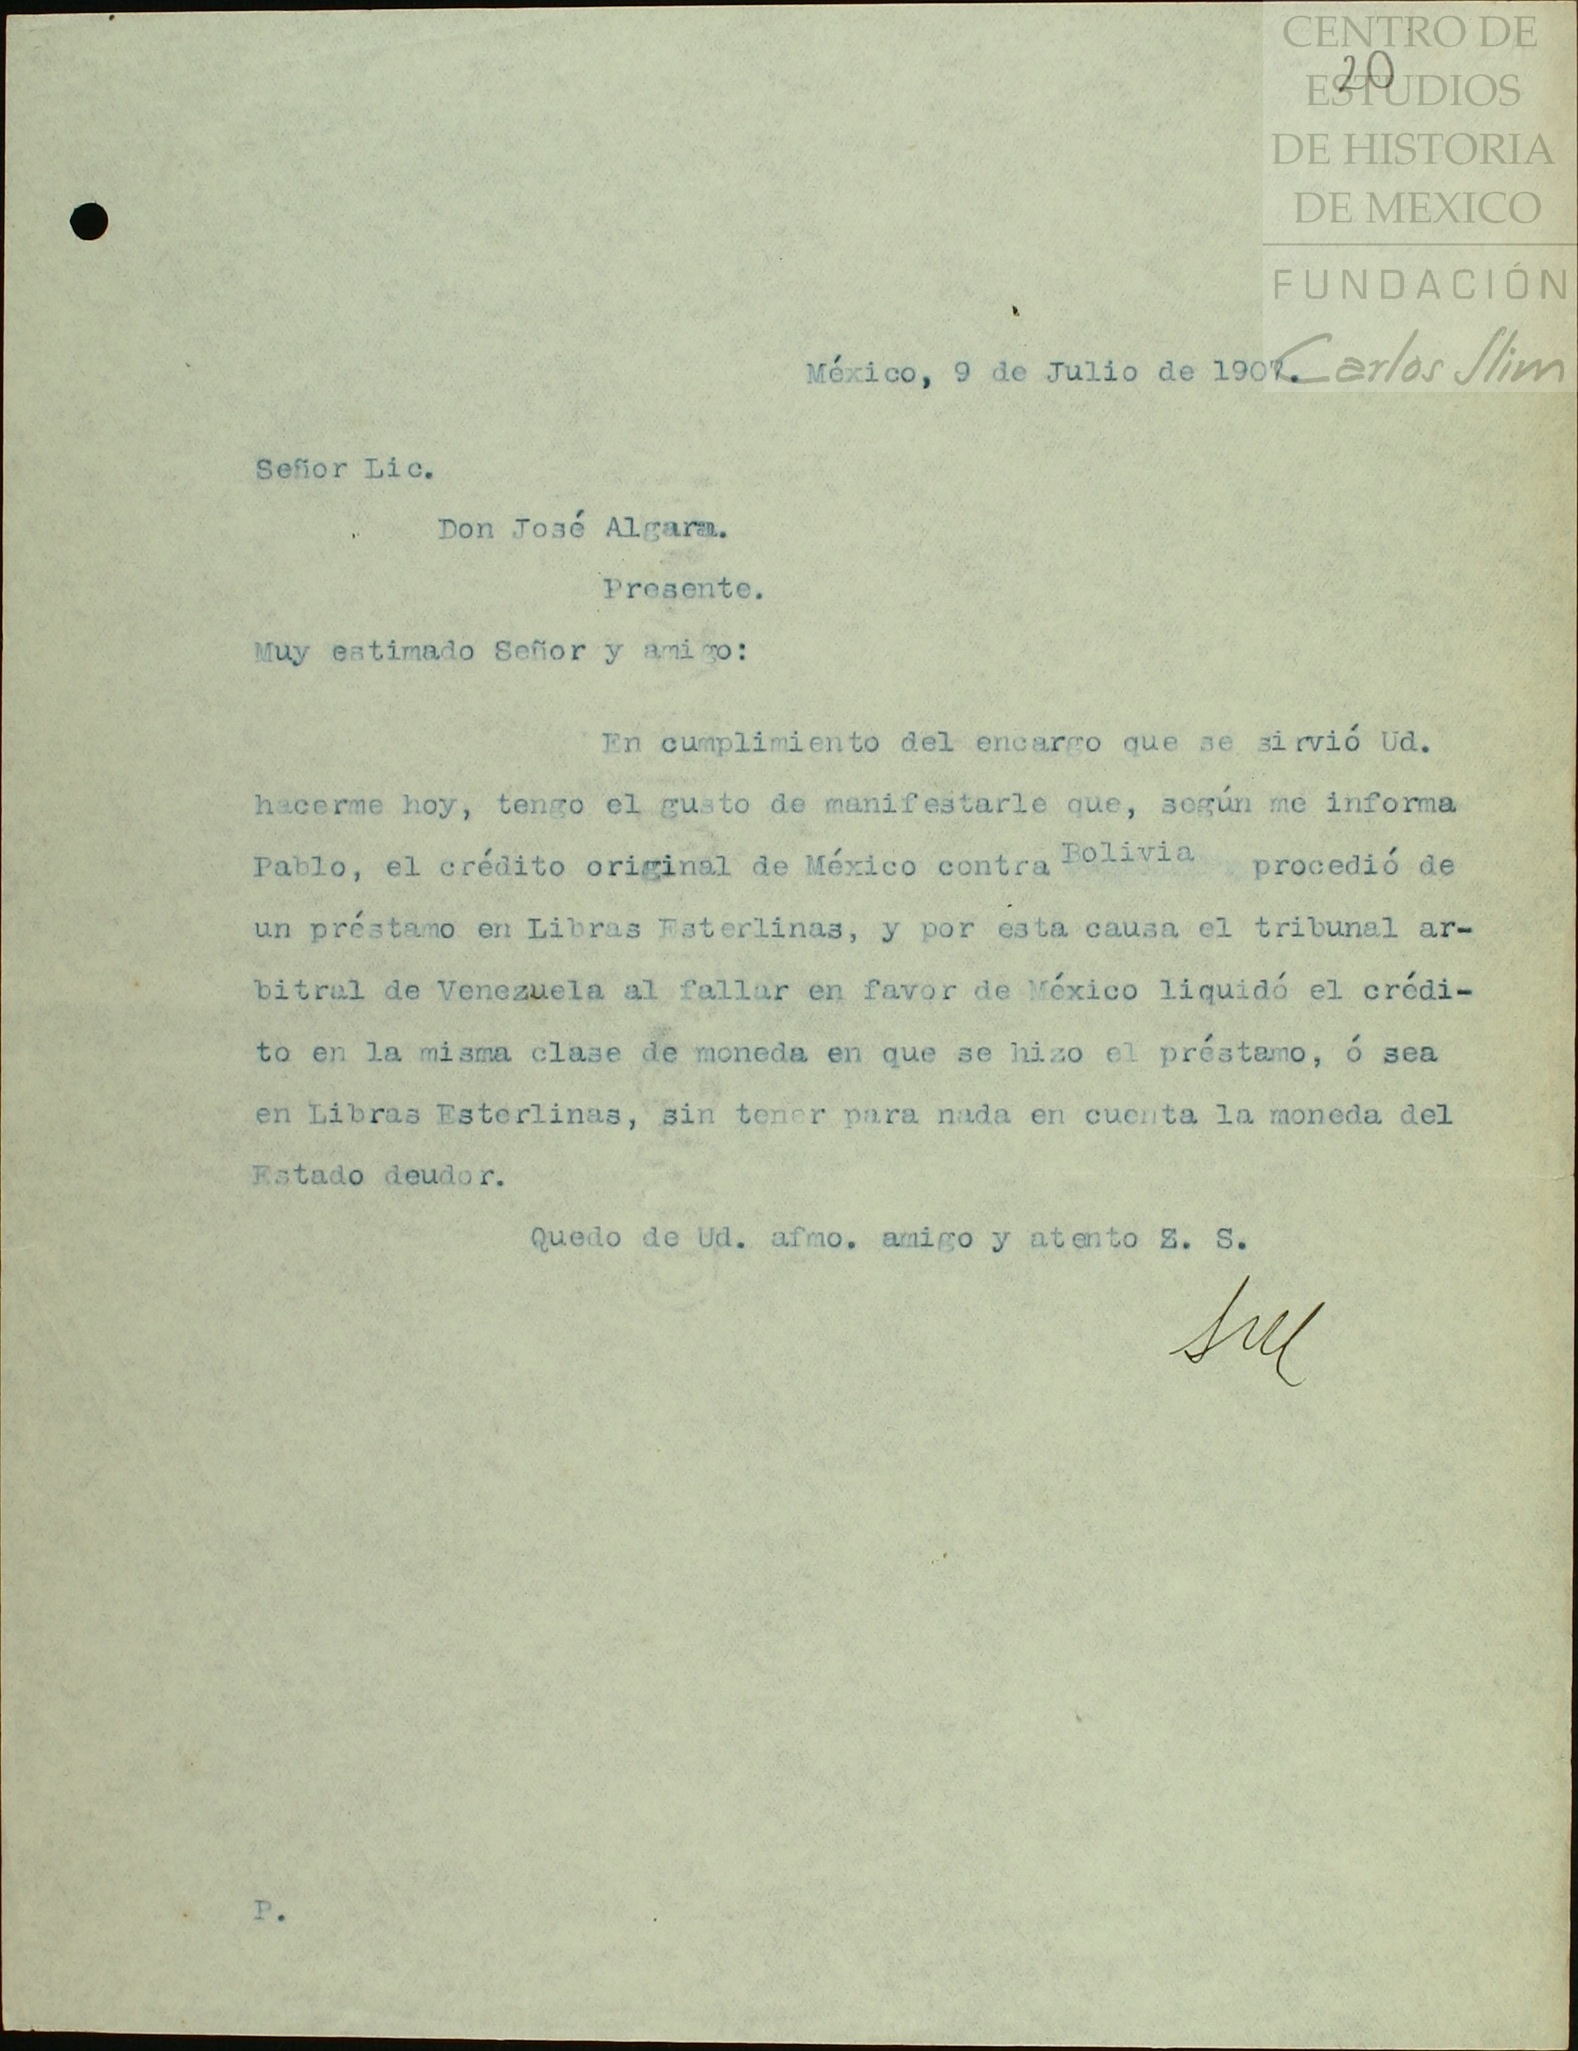 CENTRO DE
ESTUDIOS
DE HISTORIA
DE MEXICO
FUNDACIÓN
Carlos Slim
20
México, 9 de Julio de 1907.
Señor Lic.
Don José Algara.
Presente.
Muy estimado Señor y amigo:
En cumplimiento del encargo que se sirvió Ud.
hacerme hoy, tengo el gusto de manifestarle que, según me informa
Pablo, el crédito original de México contra Bolivia procedió de
un préstamo en Libras Esterlinas, y por esta causa el tribunal ar-
bitral de Venezuela al fallar en favor de México liquidó el crédi-
to en la misma clase de moneda en que se hizo el préstamo, ó sea
en Libras Esterlinas, sin tener para nada en cuenta la moneda del
Estado deudor.
Quedo de Ud. afmo. amigo y atento S. S.
P.